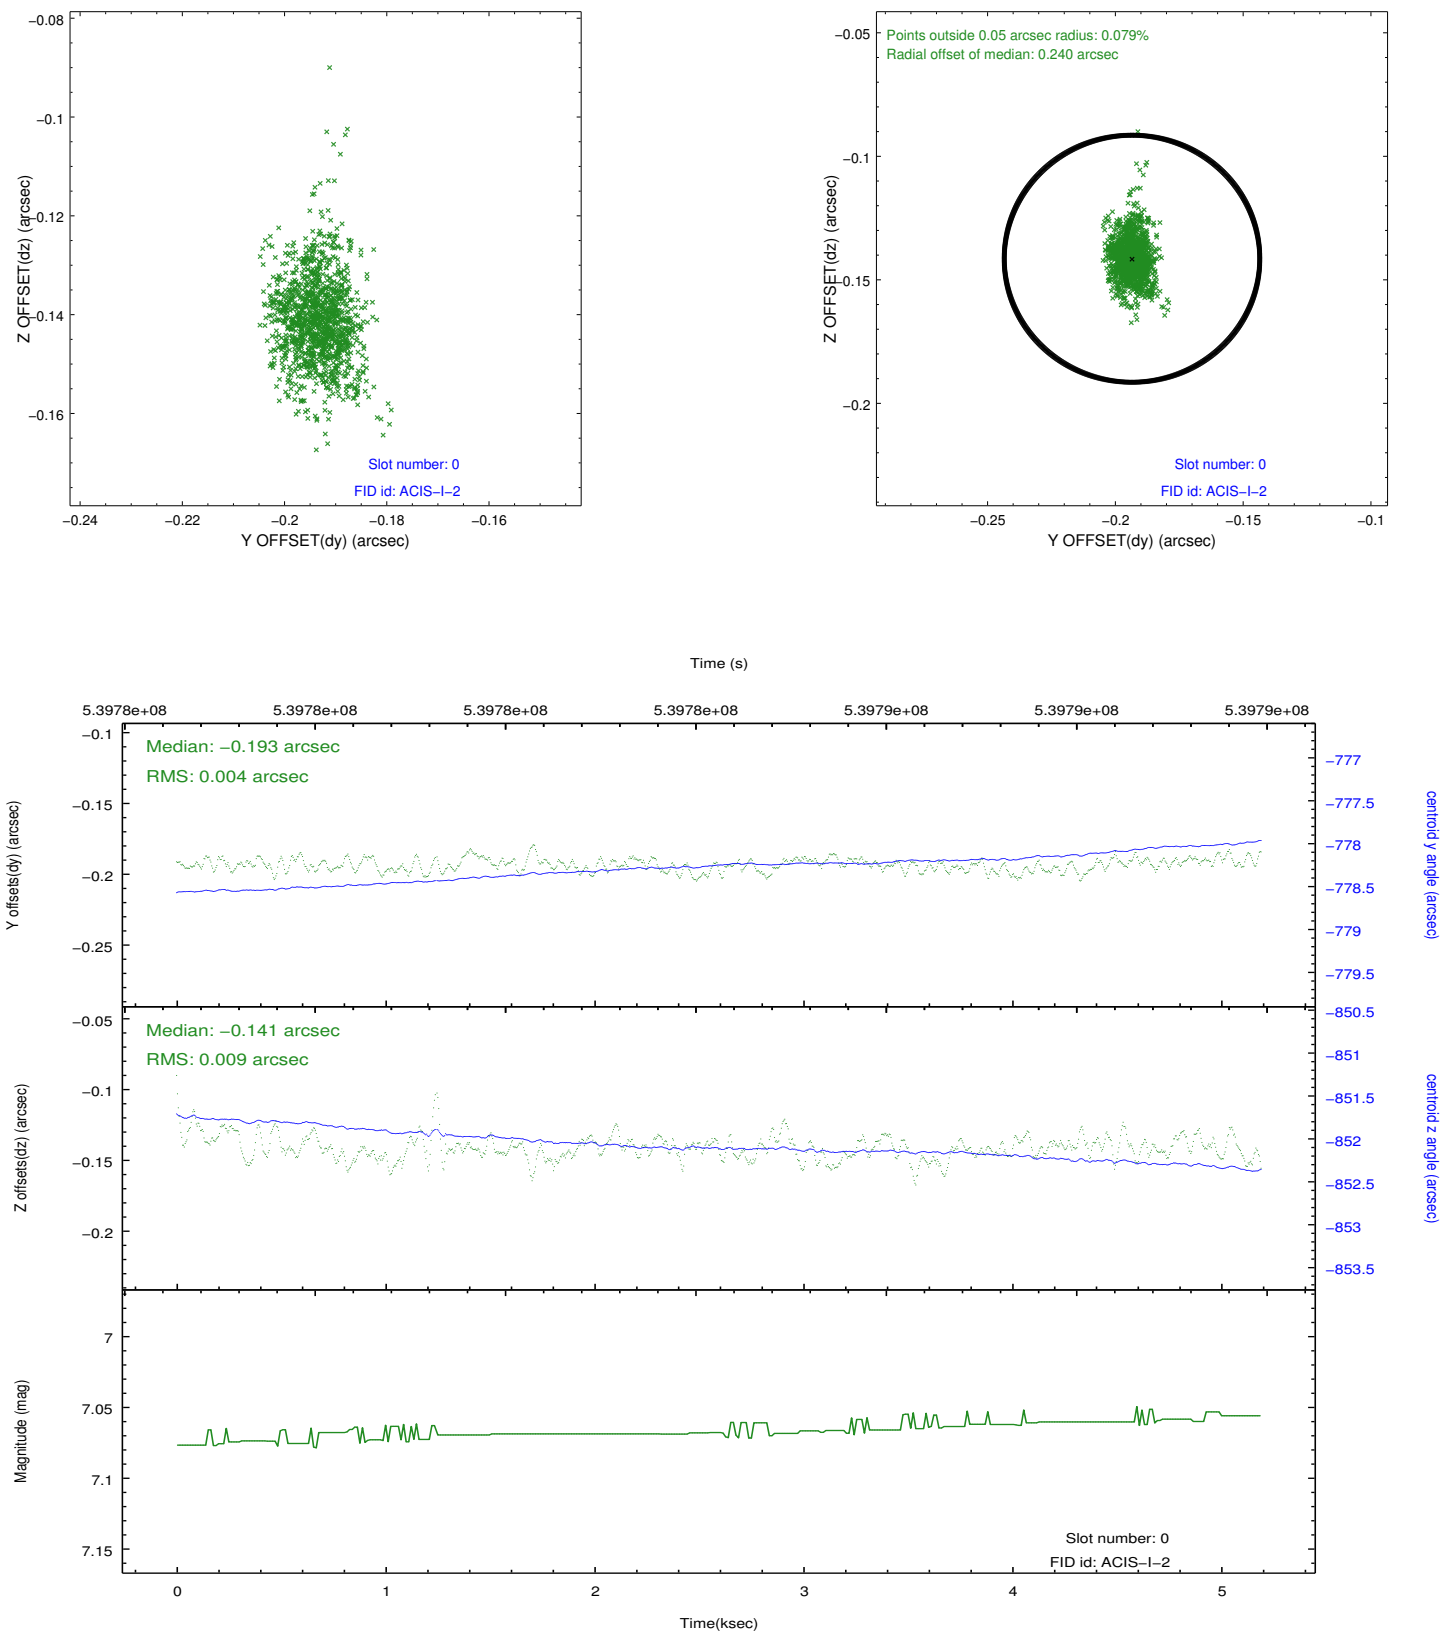 −0.08
−0.1
−0.12
−0.14
−0.16
Z OFFSET(dz) (arcsec)
Slot number: 0
FID id: ACIS−I−2
−0.24
−0.22
−0.2
−0.18
−0.16
Y OFFSET(dy) (arcsec)
Points outside 0.05 arcsec radius: 0.079%
Radial offset of median: 0.240 arcsec
−0.05
−0.1
−0.15
−0.2
Z OFFSET(dz) (arcsec)
Slot number: 0
FID id: ACIS−I−2
−0.25
−0.2
−0.15
−0.1
Y OFFSET(dy) (arcsec)
Time (s)
5.3978e+08
5.3978e+08
5.3978e+08
5.3978e+08
5.3979e+08
5.3979e+08
5.3979e+08
Median: −0.193 arcsec
RMS: 0.004 arcsec
−0.1
−0.15
−0.2
−0.25
Y offsets(dy) (arcsec)
−777
−777.5
−778
−778.5
−779
−779.5
centroid y angle (arcsec)
Median: −0.141 arcsec
RMS: 0.009 arcsec
−0.05
−0.1
−0.15
−0.2
Z offsets(dz) (arcsec)
−850.5
−851
−851.5
−852
−852.5
−853
−853.5
centroid z angle (arcsec)
7
7.05
7.1
7.15
Magnitude (mag)
Slot number: 0
FID id: ACIS−I−2
0
1
2
3
4
5
Time(ksec)